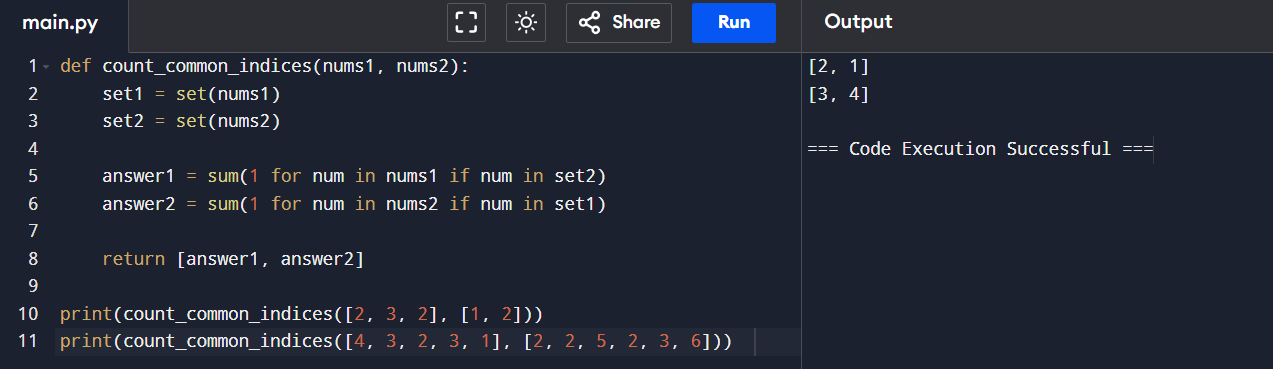 main.py Share Run Output
1 def count_common_indices(nums1, nums2):
2     set1 = set(nums1)
3     set2 = set(nums2)
4
5     answer1 = sum(1 for num in nums1 if num in set2)
6     answer2 = sum(1 for num in nums2 if num in set1)
7
8     return [answer1, answer2]
9
10 print(count_common_indices([2, 3, 2], [1, 2]))
11 print(count_common_indices([4, 3, 2, 3, 1], [2, 2, 5, 2, 3, 6]))
[2, 1]
[3, 4]
=== Code Execution Successful ===